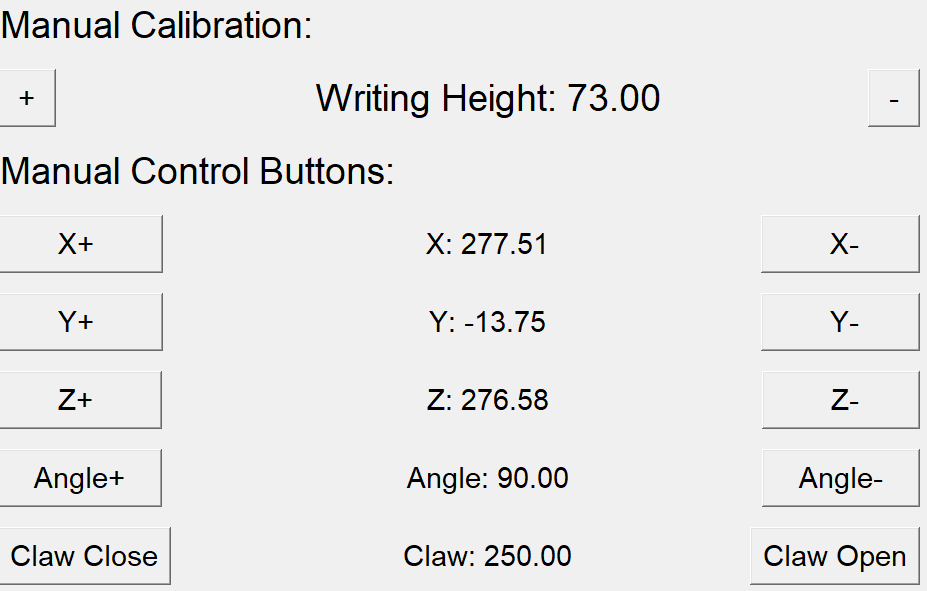 Manual Calibration:
+ Writing Height: 73.00 -
Manual Control Buttons:
X+ X: 277.51 X-
Y+ Y: -13.75 Y-
Z+ Z: 276.58 Z-
Angle+ Angle: 90.00 Angle-
Claw Close Claw: 250.00 Claw Open